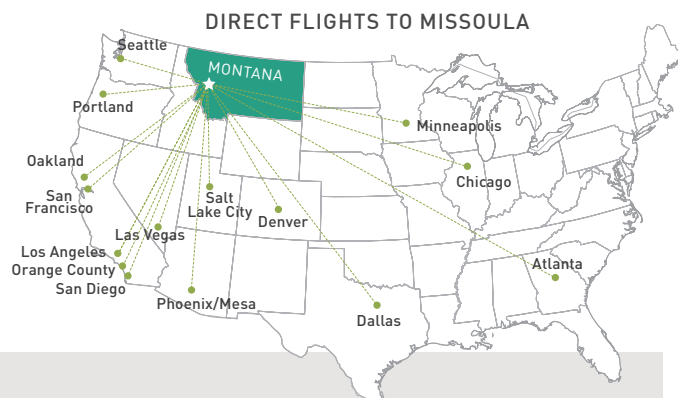 DIRECT FLIGHTS TO MISSOULA
Seattle
MONTANA
Portland
Minneapolis
Oakland
Chicago
San
Francisco
Salt
Lake City
Denver
Las Vegas
Los Angeles
Orange County
San Diego
Atlanta
Phoenix/Mesa
Dallas